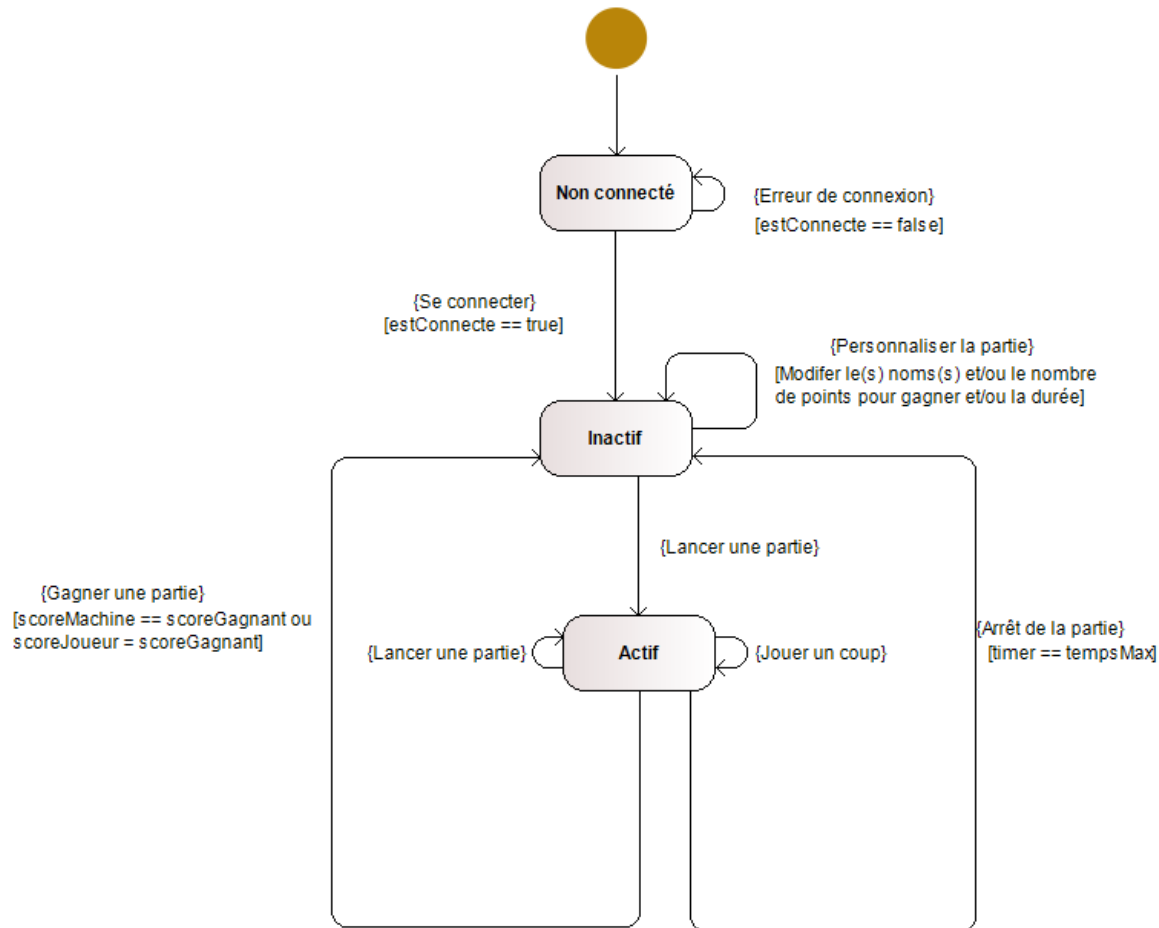 Non connecté
{Erreur de connexion}
[estConnecte == false]
{Se connecter}
[estConnecte == true]
{Personnaliser la partie}
[Modifer le(s) noms(s) et/ou le nombre
de points pour gagner et/ou la durée]
Inactif
{Lancer une partie}
{Gagner une partie}
[scoreMachine == scoreGagnant ou
scoreJoueur = scoreGagnant]
{Arrêt de la partie}
[timer == tempsMax]
{Lancer une partie}
Actif
{Jouer un coup}